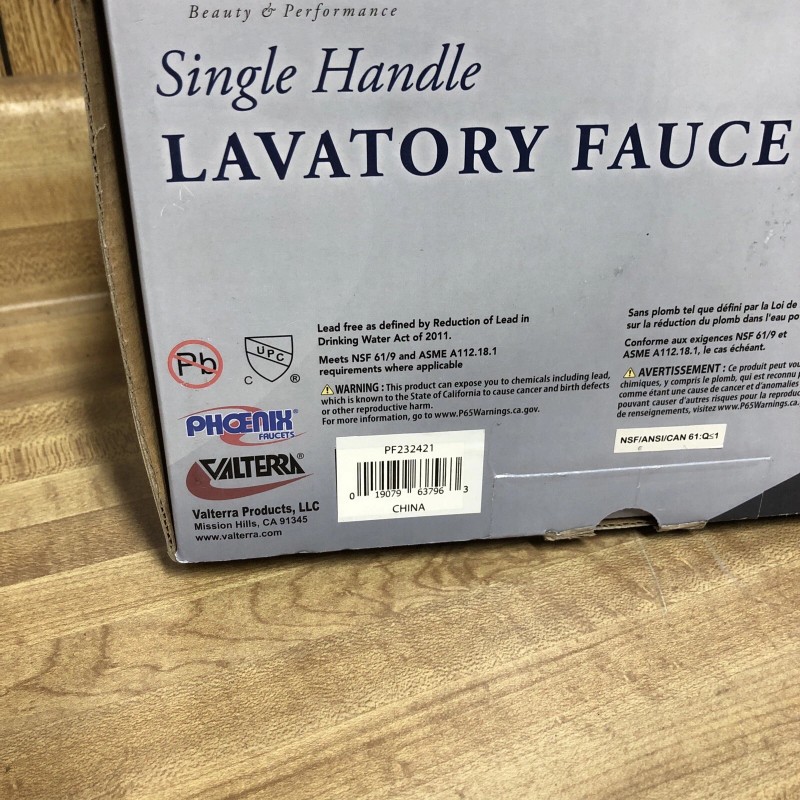 Beauty & Performance
Single Handle
LAVATORY FAUCE
Pb
UPC
C ®
Lead free as defined by Reduction of Lead in
Drinking Water Act of 2011.
Meets NSF 61/9 and ASME A112.18.1
requirements where applicable
⚠ WARNING : This product can expose you to chemicals including lead,
which is known to the State of California to cause cancer and birth defects
or other reproductive harm.
For more information, go to www.P65Warnings.ca.gov.
Sans plomb tel que défini par la Loi de
sur la réduction du plomb dans l'eau po
Conforme aux exigences NSF 61/9 et
ASME A112.18.1, le cas échéant.
⚠ AVERTISSEMENT : Ce produit peut vou
chimiques, y compris le plomb, qui est reconnu p
comme étant une cause de cancer et d'anomalies
pouvant causer d'autres risques pour la reproduc
de renseignements, visitez www.P65Warnings.ca.
NSF/ANSI/CAN 61:Q≤1
PHOENIX
FAUCETS
VALTERRA®
Valterra Products, LLC
Mission Hills, CA 91345
www.valterra.com
PF232421
0 19079 63796 3
CHINA